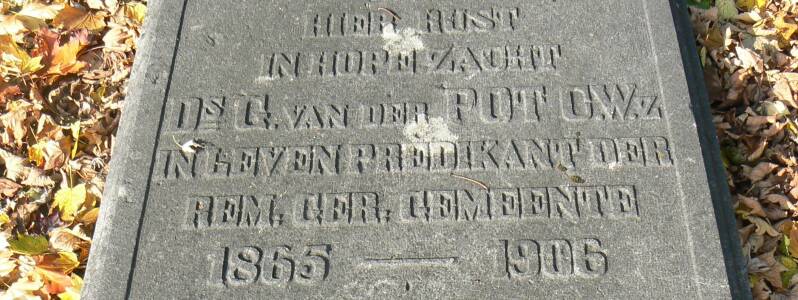 HIER RUST
IN HOPE ZACHT
DS G. VAN DER POT C.W.Z
IN LEVEN PREDIKANT DER
REM. GER. GEMEENTE
1865 — 1906